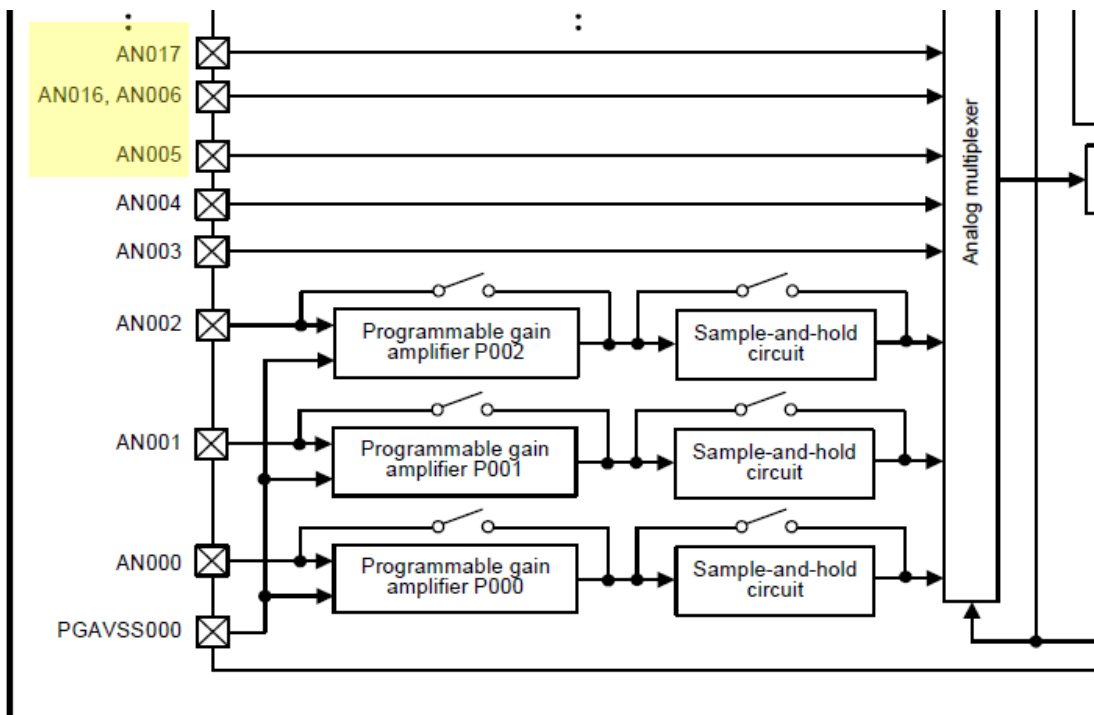 AN017
AN016, AN006
AN005
AN004
AN003
AN002
Programmable gain
amplifier P002
Sample-and-hold
circuit
AN001
Programmable gain
amplifier P001
Sample-and-hold
circuit
AN000
Programmable gain
amplifier P000
Sample-and-hold
circuit
PGAVSS000
Analog multiplexer